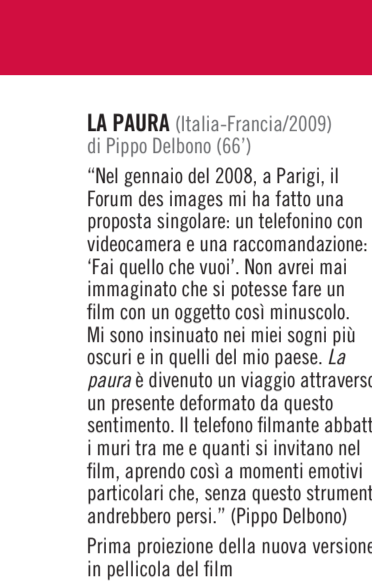 LA PAURA (Italia-Francia/2009)
di Pippo Delbono (66’)
“Nel gennaio del 2008, a Parigi, il
Forum des images mi ha fatto una
proposta singolare: un telefonino con
videocamera e una raccomandazione:
‘Fai quello che vuoi’. Non avrei mai
immaginato che si potesse fare un
film con un oggetto così minuscolo.
Mi sono insinuato nei miei sogni più
oscuri e in quelli del mio paese. La
paura è divenuto un viaggio attraverso
un presente deformato da questo
sentimento. Il telefono filmante abbatt
i muri tra me e quanti si invitano nel
film, aprendo così a momenti emotivi
particolari che, senza questo strument
andrebbero persi.” (Pippo Delbono)
Prima proiezione della nuova versione
in pellicola del film